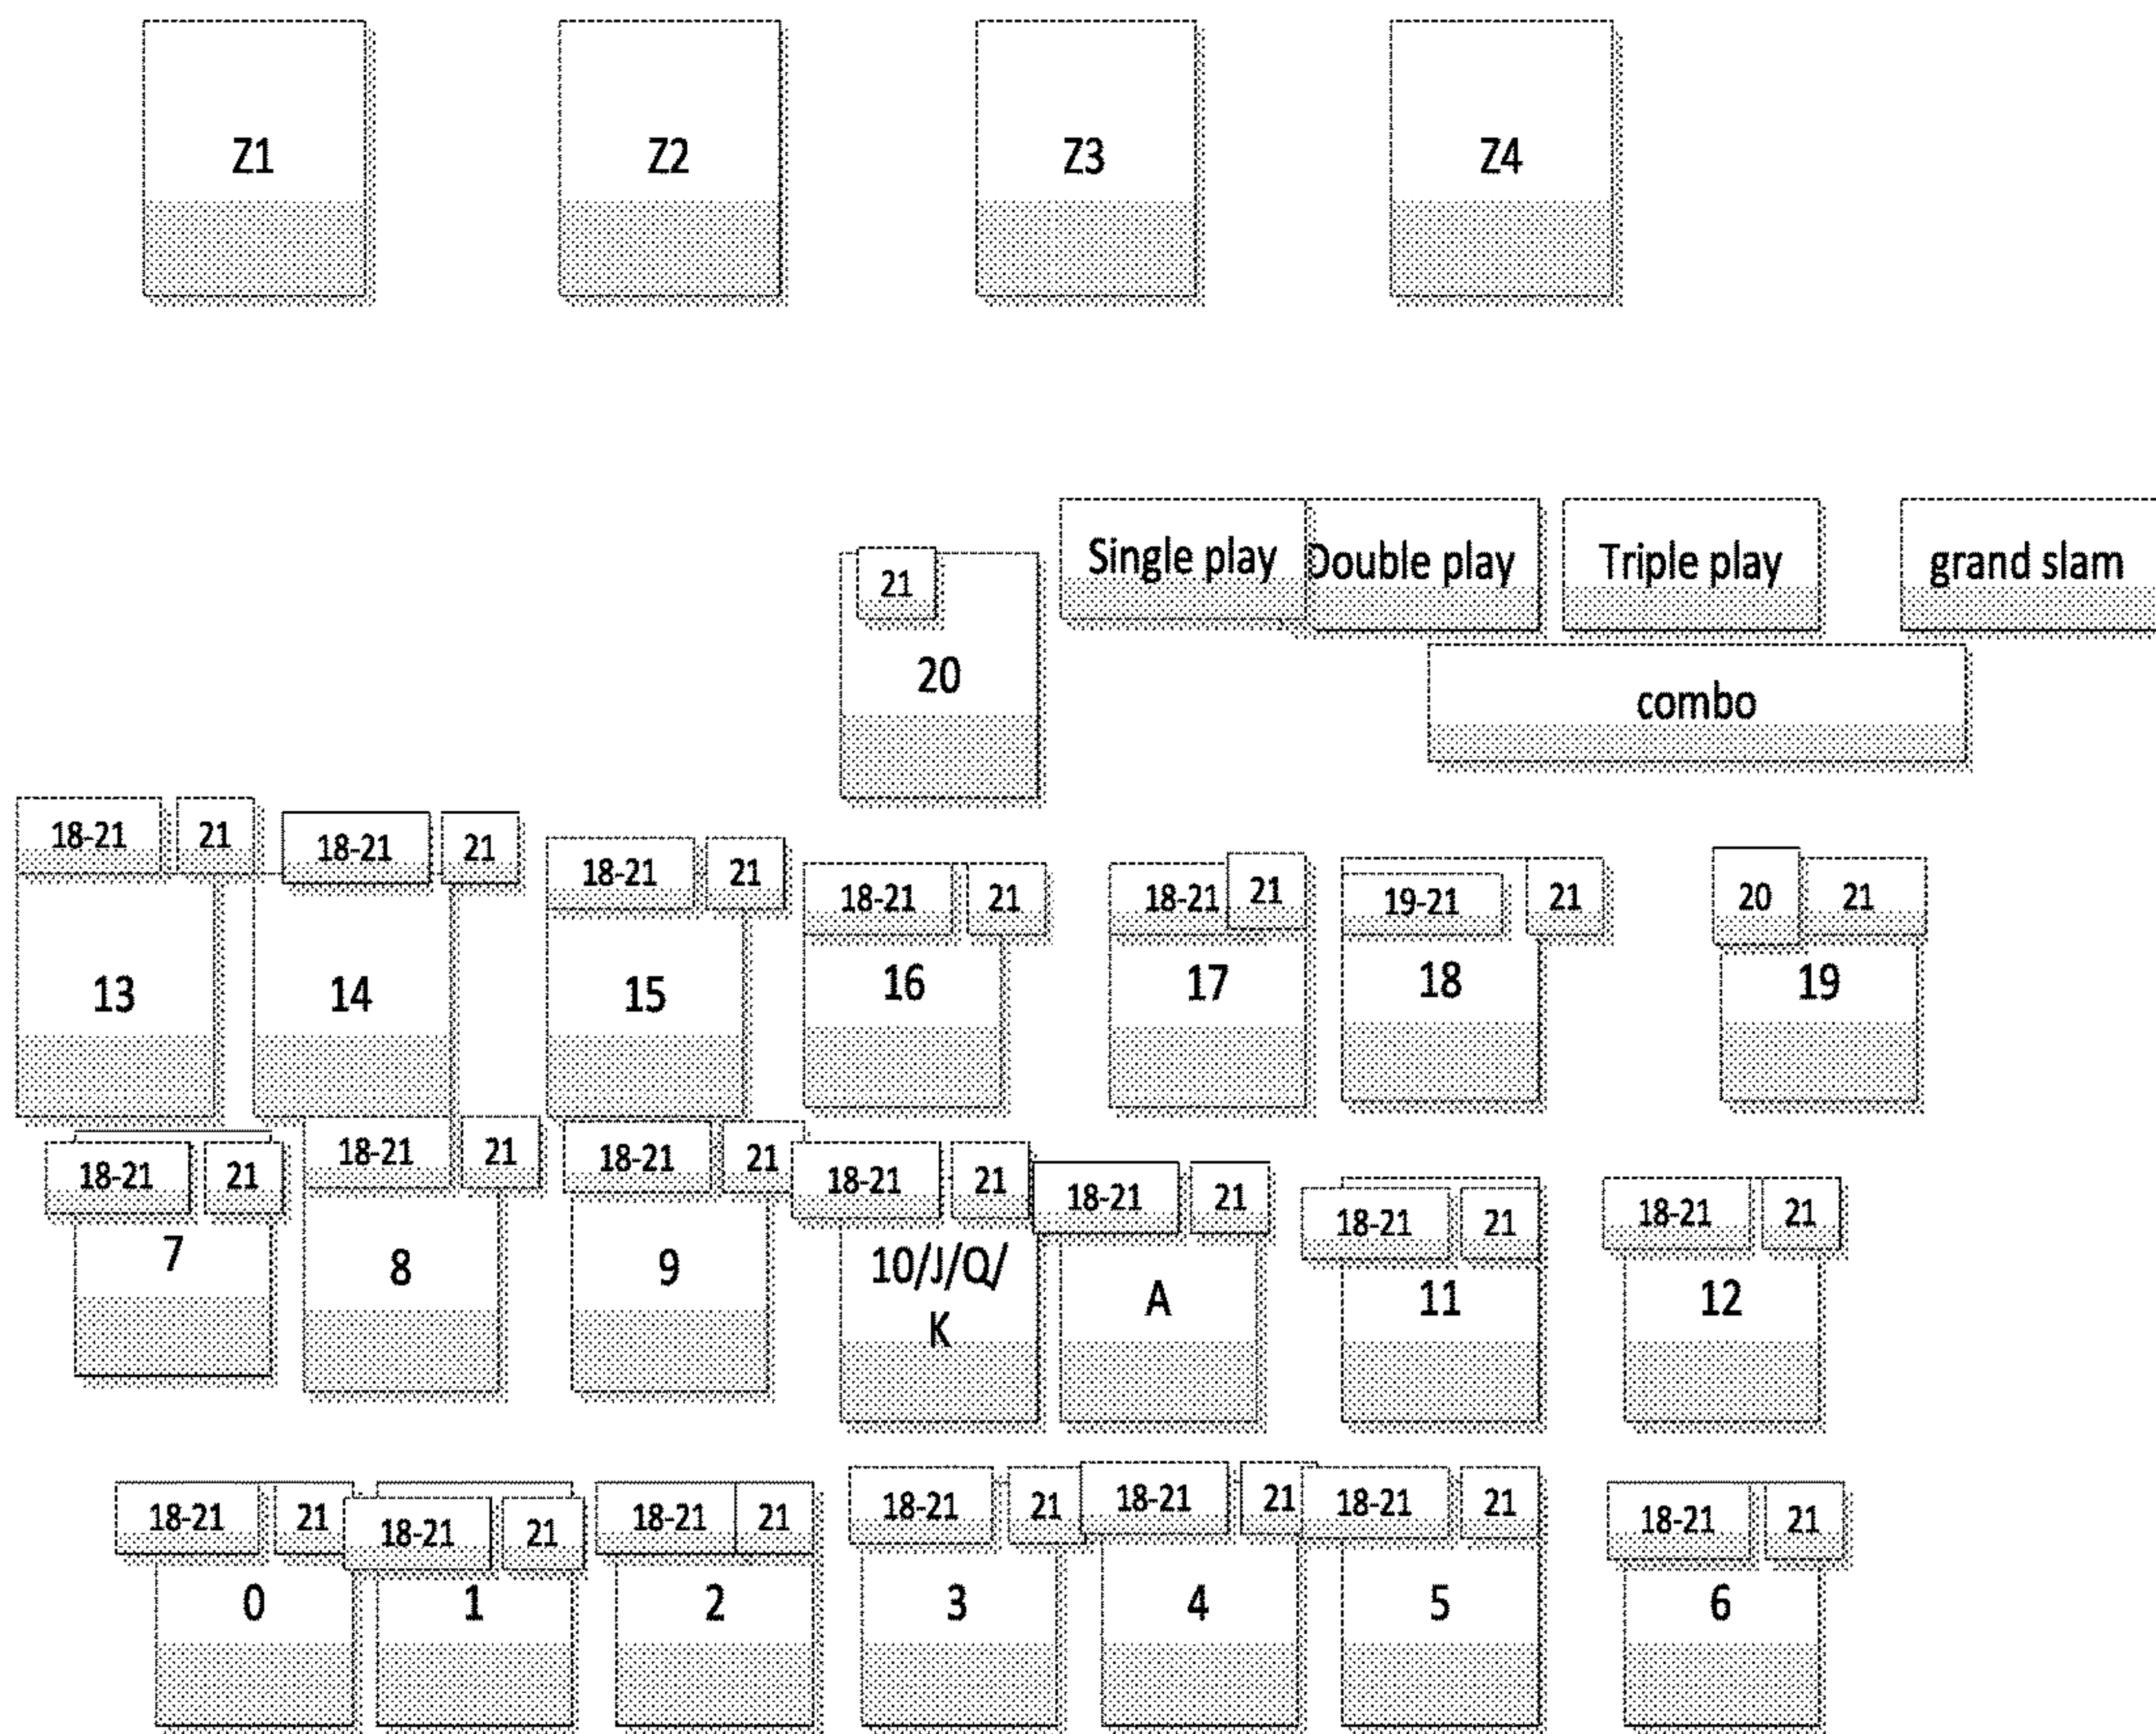 Z1 Z2 Z3 Z4
Single play Double play Triple play grand slam
21
20
combo
18-21 21 18-21 21 18-21 21 18-21 21 18-21 21 19-21 21 20 21
13 14 15 16 17 18 19
18-21 21 18-21 21 18-21 21 18-21 21 18-21 21 18-21 21 18-21 21
7 8 9 10/J/Q/ A 11 12
K
18-21 21 18-21 21 18-21 21 18-21 21 18-21 21 18-21 21 18-21 21
0 1 2 3 4 5 6